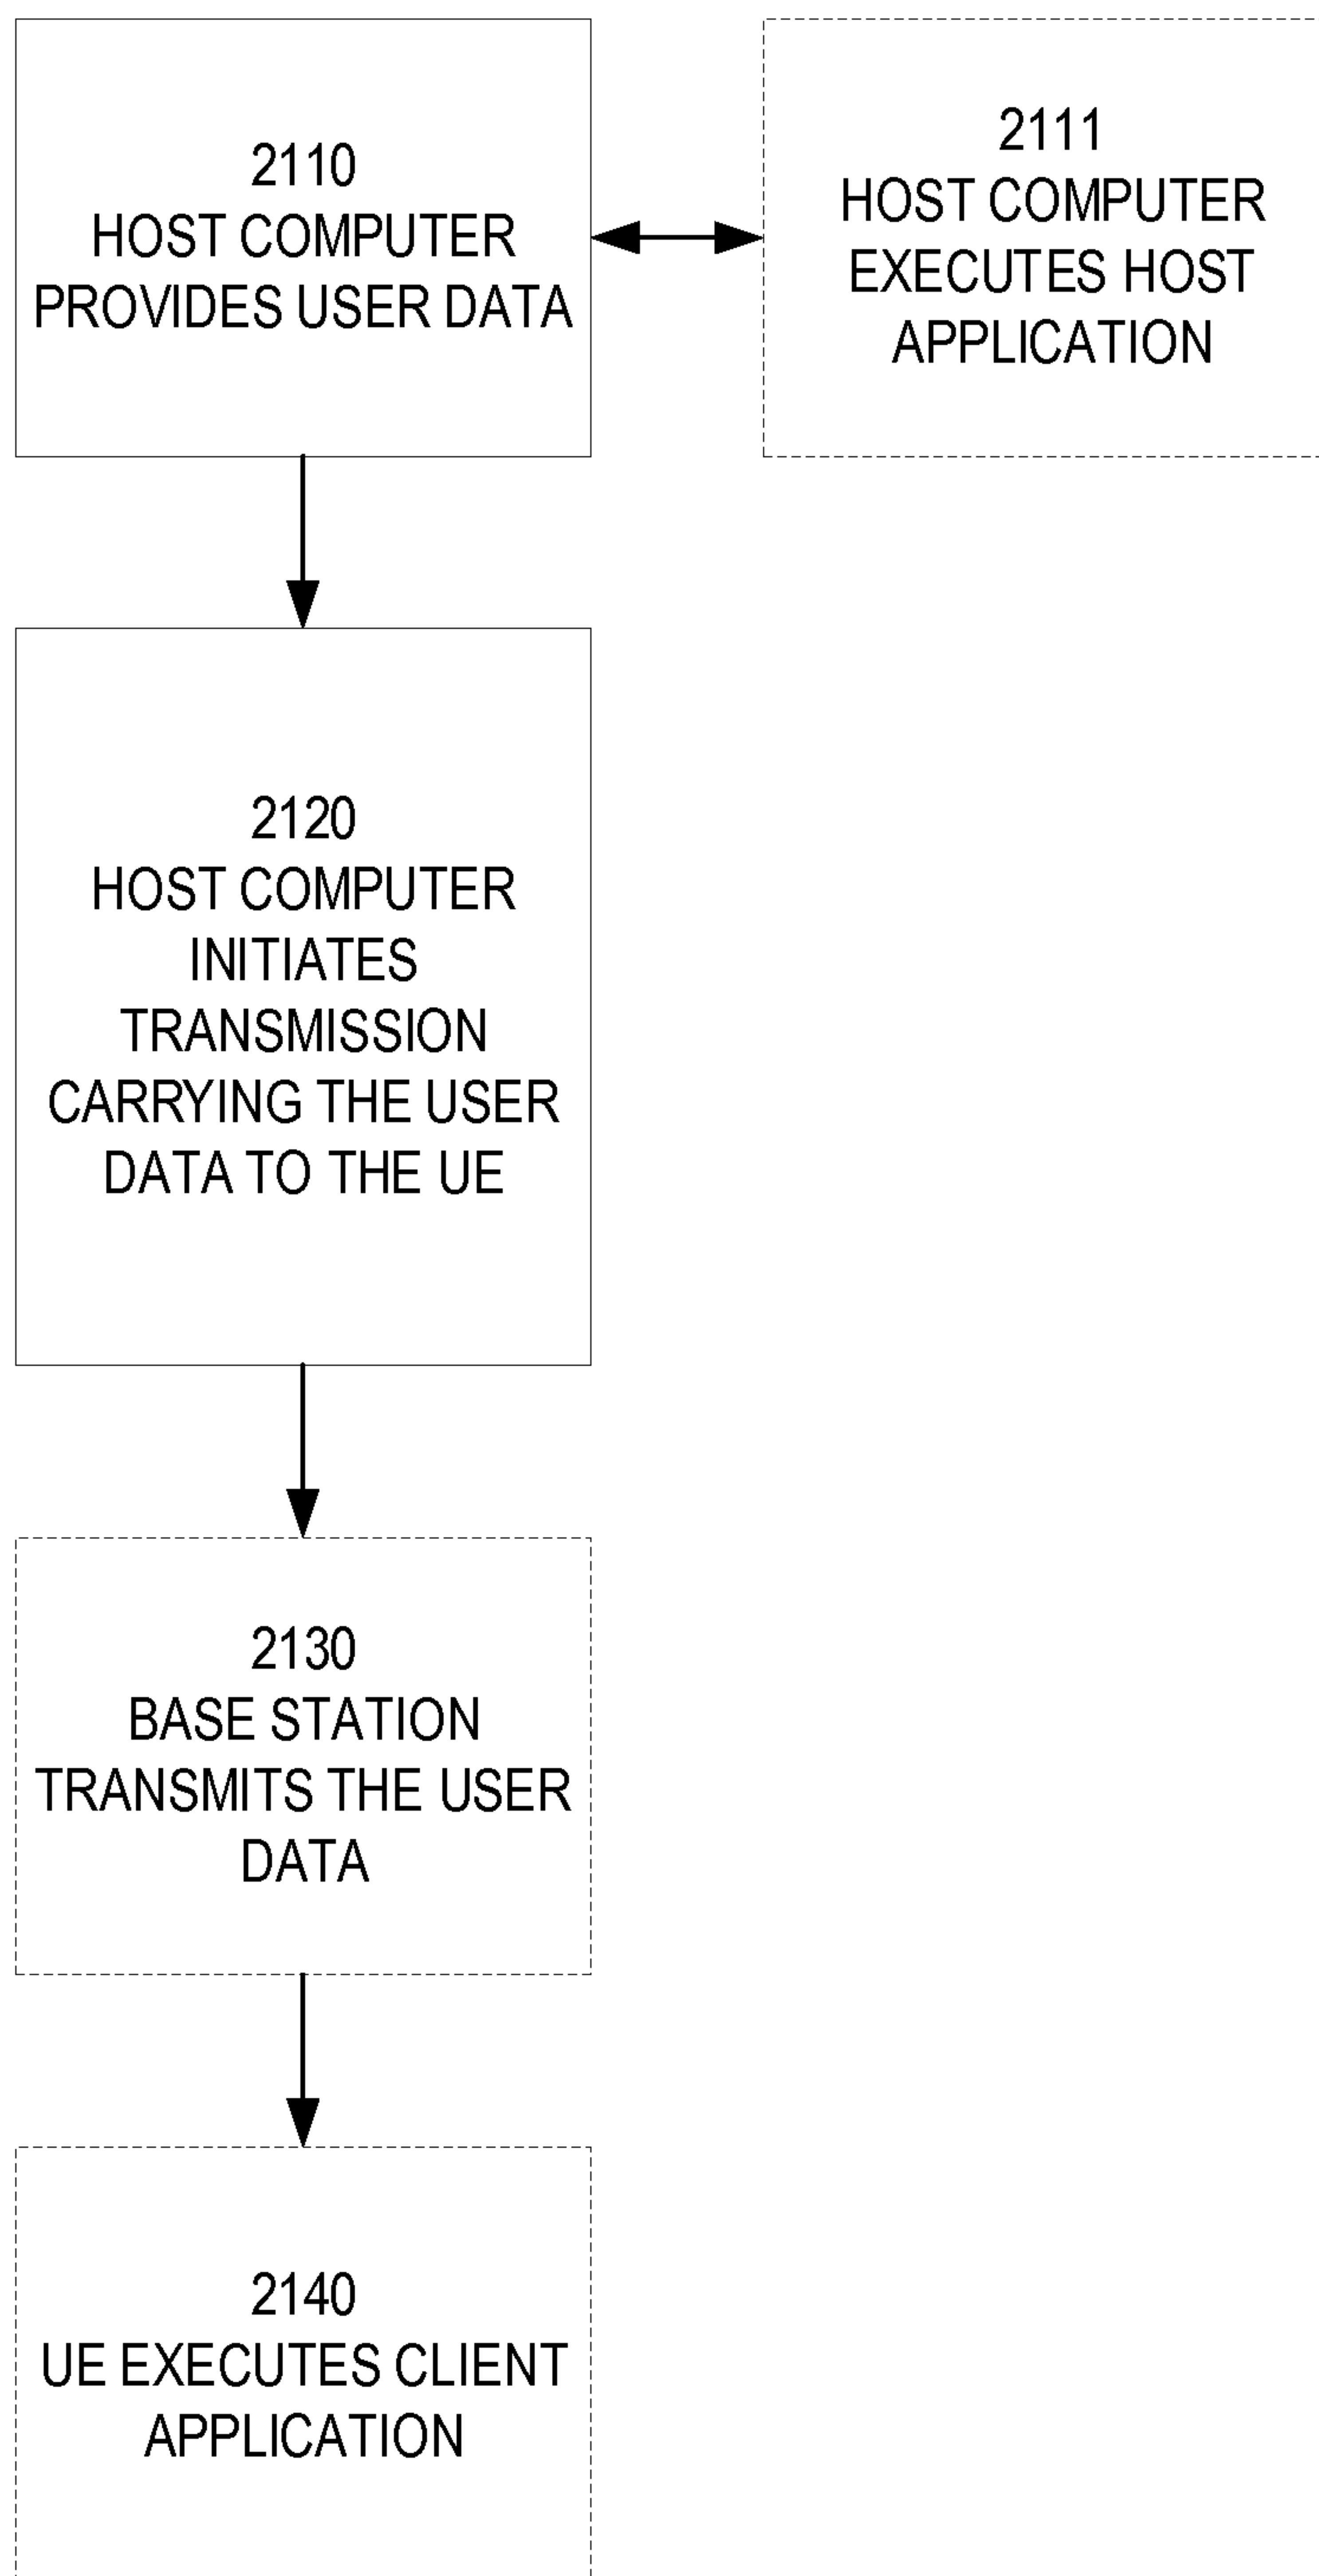 2110
HOST COMPUTER
PROVIDES USER DATA
2111
HOST COMPUTER
EXECUTES HOST
APPLICATION
2120
HOST COMPUTER
INITIATES
TRANSMISSION
CARRYING THE USER
DATA TO THE UE
2130
BASE STATION
TRANSMITS THE USER
DATA
2140
UE EXECUTES CLIENT
APPLICATION